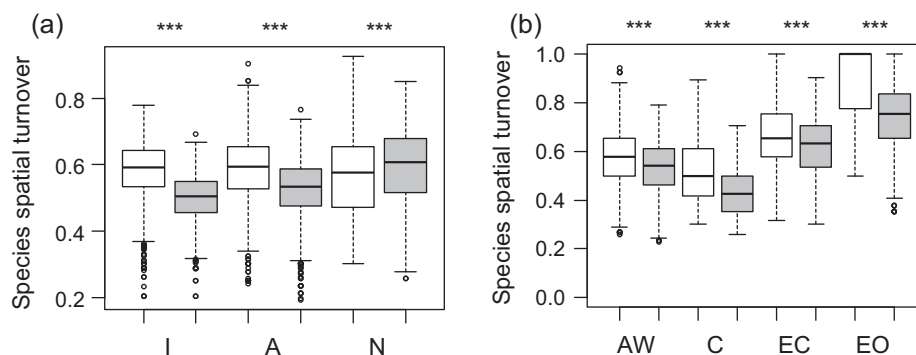 (a) *** *** ***
Species spatial turnover
0.8
0.6
0.4
0.2
I A N
(b) *** *** *** ***
Species spatial turnover
1.0
0.8
0.6
0.4
0.2
0.0
AW C EC EO